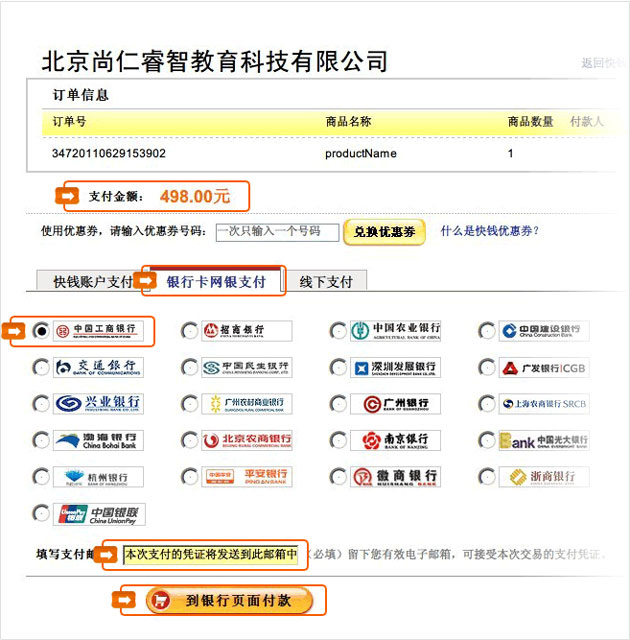 北京尚仁睿智教育科技有限公司
返回快钱
订单信息
订单号 商品名称 商品数量 付款人
34720110629153902 productName 1
支付金额： 498.00元
使用优惠券，请输入优惠券号码： 一次只输入一个号码 兑换优惠券 什么是快钱优惠券？
快钱账户支付 银行卡网银支付 线下支付
中国工商银行 招商银行 中国农业银行 中国建设银行
CHINA MERCHANTS BANK AGRICULTURAL BANK OF CHINA
交通银行 中国民生银行 深圳发展银行 广发银行|CGB
BANK OF COMMUNICATIONS CHINA MINSHENG BANKING CORP., LTD. SHENZHEN DEVELOPMENT BANK CO., LTD.
兴业银行 广州农村商业银行 广州银行 上海农商银行 SRCB
INDUSTRIAL BANK CO.,LTD. GUANGZHOU RURAL COMMERCIAL BANK BANK OF GUANGZHOU
渤海银行 北京农商银行 南京银行 Bank 中国光大银行
China Bohai Bank BEIJING RURAL COMMERCIAL BANK BANK OF NANJING
杭州银行 中国平安 平安银行 徽商银行 浙商银行
BANK OF HANGZHOU PING AN BANK HUISHANG BANK
UnionPay 银联 中国银联
China UnionPay
填写支付邮 本次支付的凭证将发送到此邮箱中 （必填）留下您有效电子邮箱，可接受本次交易的支付凭证。
到银行页面付款